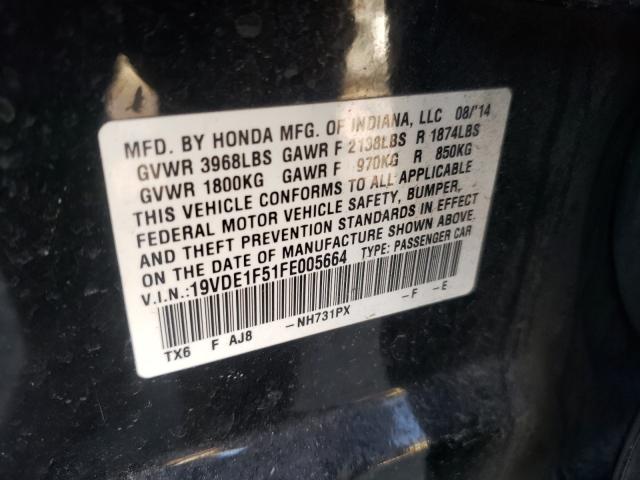 MFD. BY HONDA MFG. OF INDIANA, LLC 08/'14
GVWR 3968LBS GAWR F 2138LBS R 1874LBS
GVWR 1800KG GAWR F 970KG R 850KG
THIS VEHICLE CONFORMS TO ALL APPLICABLE
FEDERAL MOTOR VEHICLE SAFETY, BUMPER,
AND THEFT PREVENTION STANDARDS IN EFFECT
ON THE DATE OF MANUFACTURE SHOWN ABOVE.
V.I.N.:19VDE1F51FE005664 TYPE: PASSENGER CAR
TX6 F AJ8 -NH731PX -F -E